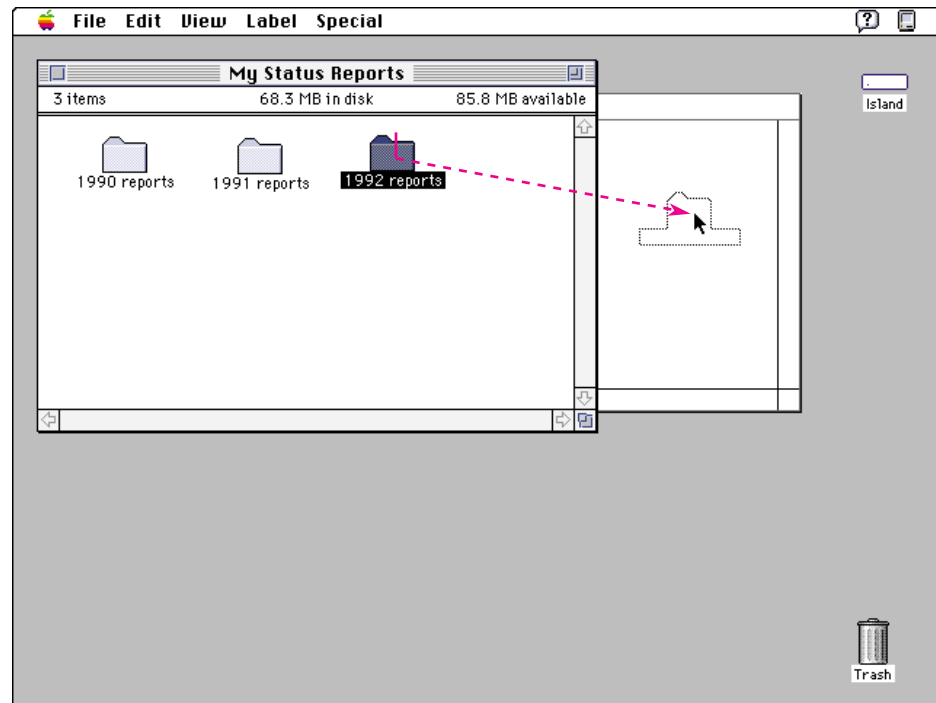 File Edit View Label Special
My Status Reports
3 items 68.3 MB in disk 85.8 MB available
Island
1990 reports 1991 reports 1992 reports
Trash